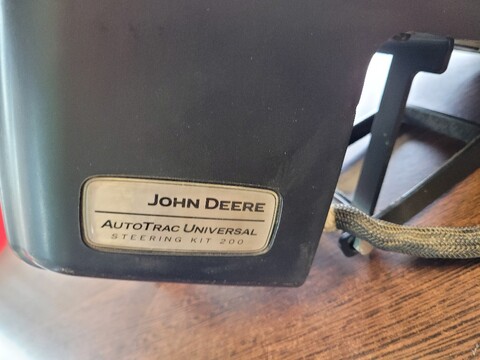 JOHN DEERE
AUTOTRAC UNIVERSAL
STEERING KIT 200